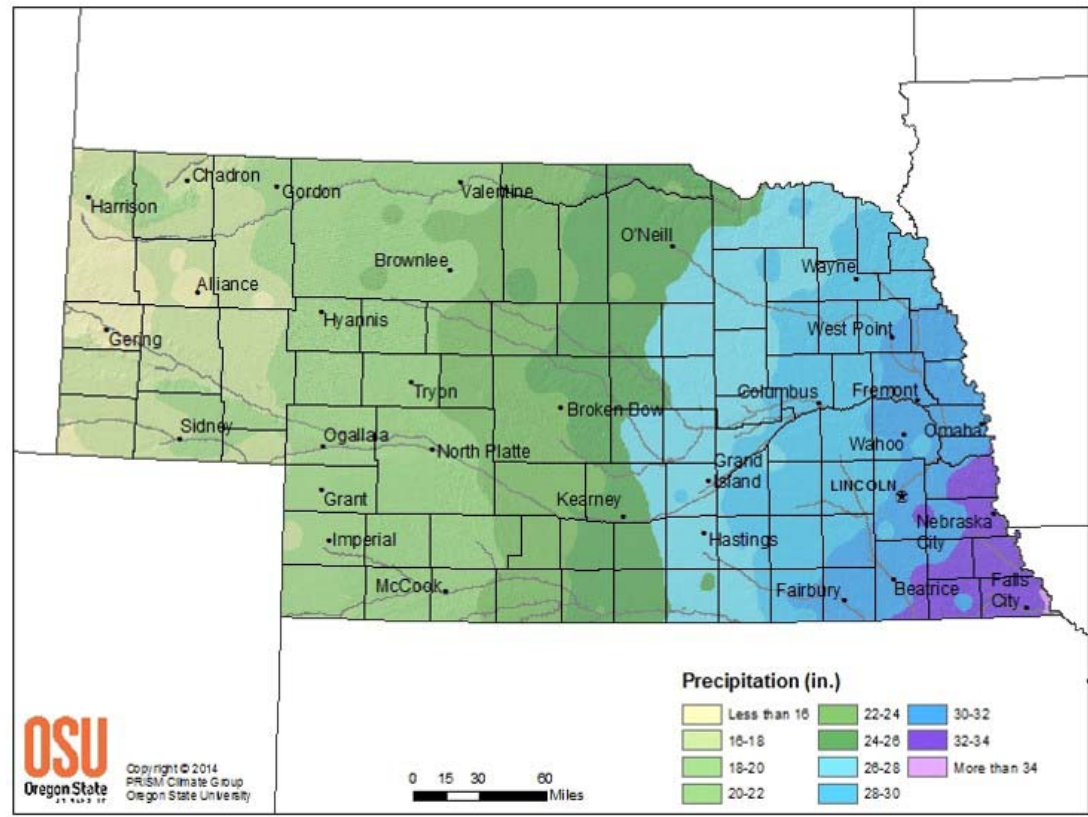 Chadron
Gordon
Valentine
Harrison
O'Neill
Brownlee
Wayne
Alliance
Hyannis
Gering
West Point
Tryon
Columbus
Fremont
Broken Bow
Sidney
Ogallala
North Platte
Wahoo
Omaha
Grand
Island
LINCOLN
Grant
Kearney
Nebraska
City
Imperial
Hastings
McCook
Fairbury
Beatrice
Falls
City
Precipitation (in.)
Less than 16
22-24
30-32
16-18
24-26
32-34
18-20
26-28
More than 34
20-22
28-30
OSU
Oregon State
Copyright © 2014
PRISM Climate Group
Oregon State University
0 15 30 60
Miles